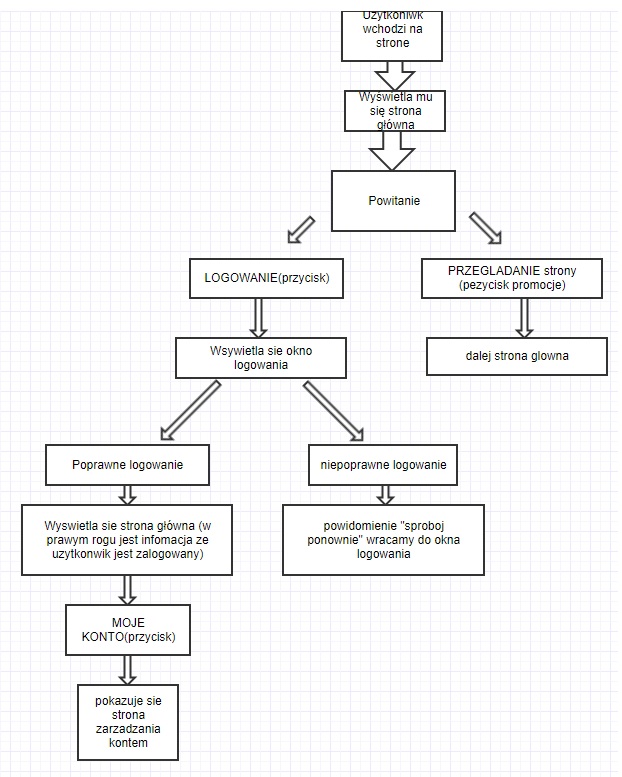 Użytkoniwk
wchodzi na
strone
Wyświetla mu
się strona
główna
Powitanie
LOGOWANIE(przycisk)
PRZEGLADANIE strony
(pezycisk promocje)
Wsywietla sie okno
logowania
dalej strona glowna
Poprawne logowanie
niepoprawne logowanie
Wyswietla sie strona główna (w
prawym rogu jest infomacja ze
uzytkonwik jest zalogowany)
powidomienie "sproboj
ponownie" wracamy do okna
logowania
MOJE
KONTO(przycisk)
pokazuje sie
strona
zarzadzania
kontem